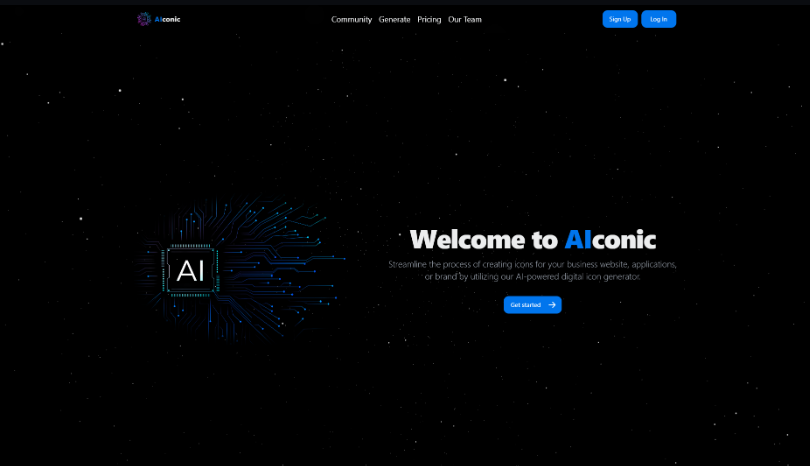 AIconic
Community Generate Pricing Our Team
Sign Up Log In
AI
Welcome to AIconic
Streamline the process of creating icons for your business website, applications,
or brand by utilizing our AI-powered digital icon generator.
Get started